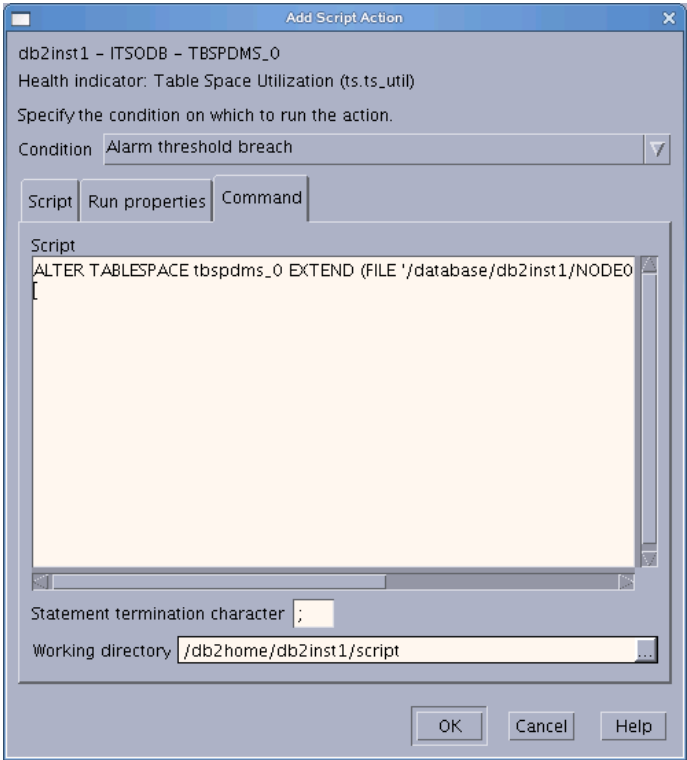 Add Script Action
db2inst1 – ITSODB – TBSPDMS_0
Health indicator: Table Space Utilization (ts.ts_util)
Specify the condition on which to run the action.
Condition Alarm threshold breach
Script Run properties Command
Script
ALTER TABLESPACE tbspdms_0 EXTEND (FILE '/database/db2inst1/NODE0
Statement termination character ;
Working directory /db2home/db2inst1/script ...
OK Cancel Help